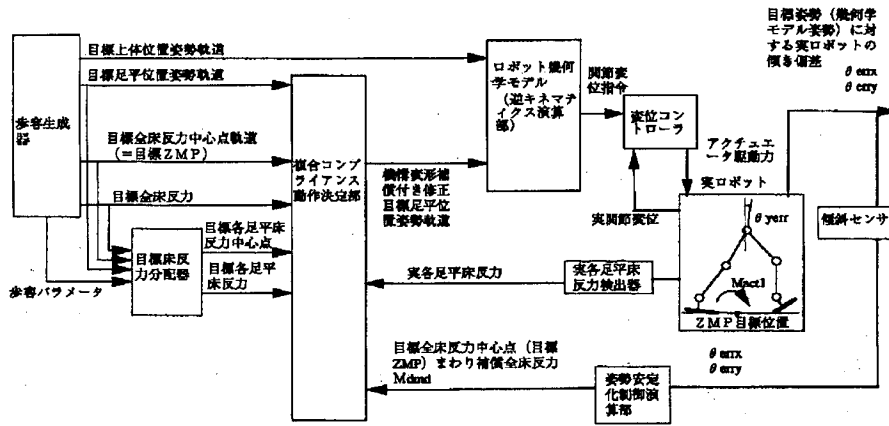 目標姿勢（幾何学
モデル姿勢）に対
する実ロボットの
傾き偏差
θ errx
θ erry
目標上体位置姿勢軌道
目標足平位置姿勢軌道
歩容生成
器
ロボット幾何
学モデル
（逆キネマテ
ィクス演算
部）
関節変
位指令
変位コント
ローラ
アクチュエ
ータ駆動力
目標全床反力中心点軌道
（＝目標ZMP）
複合コンプ
ライアンス
動作決定部
機構変形補
償付き修正
目標足平位
置姿勢軌道
目標全床反力
実関節変位
実ロボット
θ yerr
傾斜センサ
目標各足平床
反力中心点
目標床反
力分配器
目標各足平
床反力
歩容パラメータ
実各足平床反力
実各足平床
反力検出器
Mact1
ZMP目標位置
目標全床反力中心点（目標
ZMP）まわり補償全床反力
Mdmd
θ errx
θ erry
姿勢安定
化制御演
算部